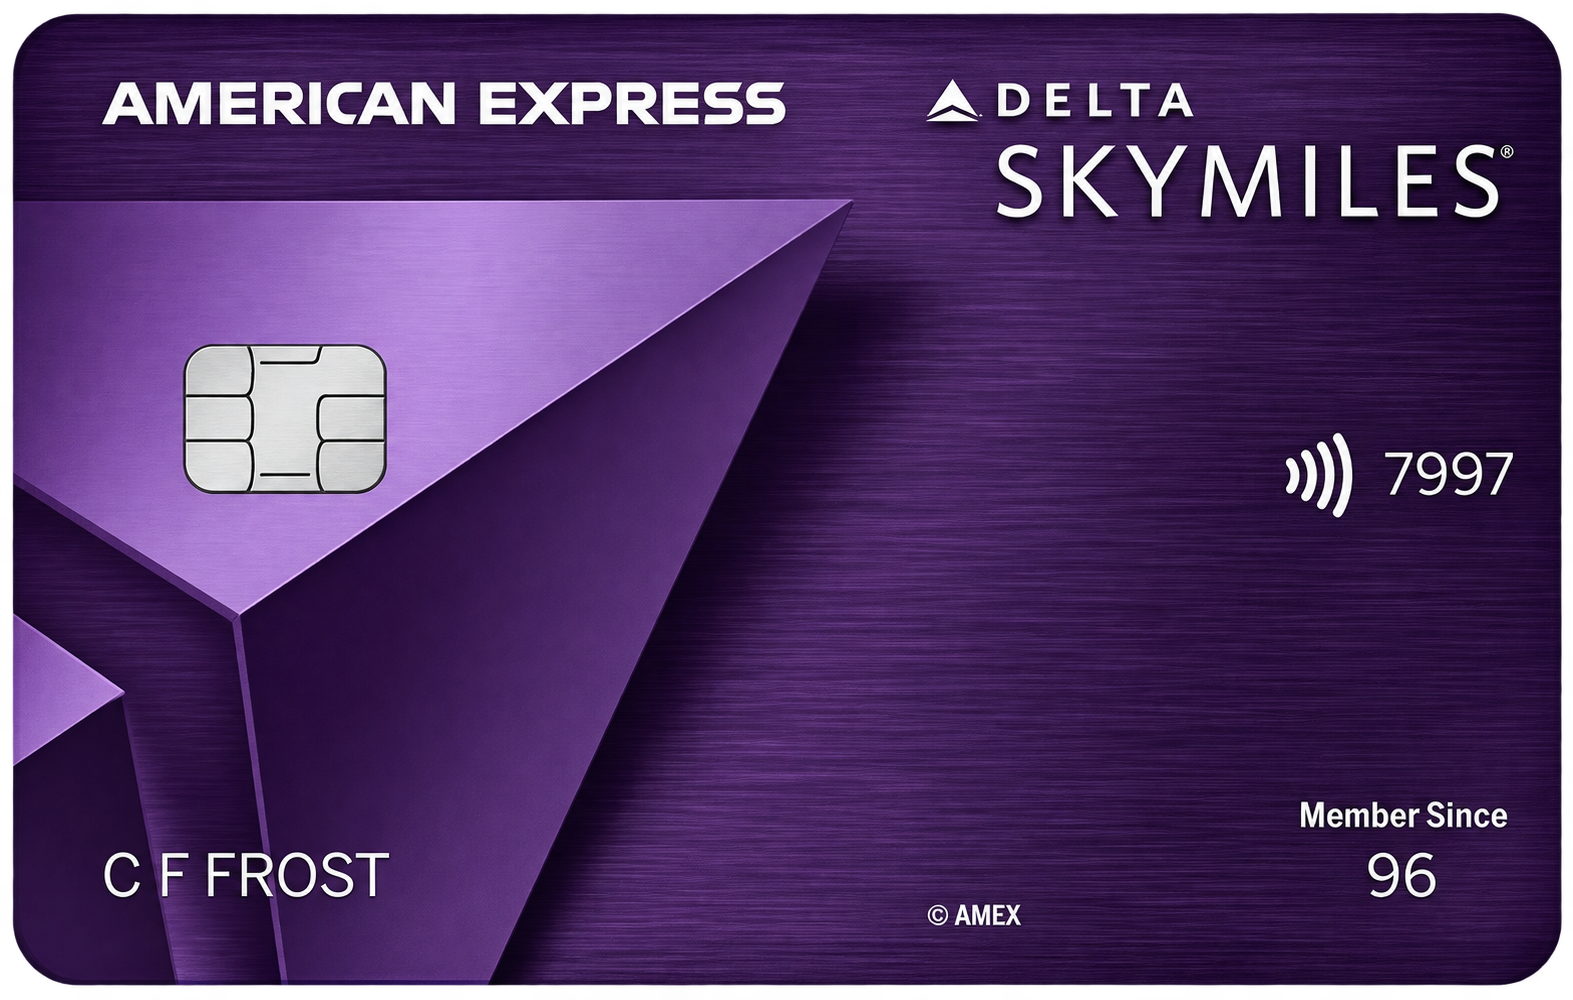 AMERICAN EXPRESS
DELTA
SKYMILES®
7997
Member Since
96
C F FROST
© AMEX